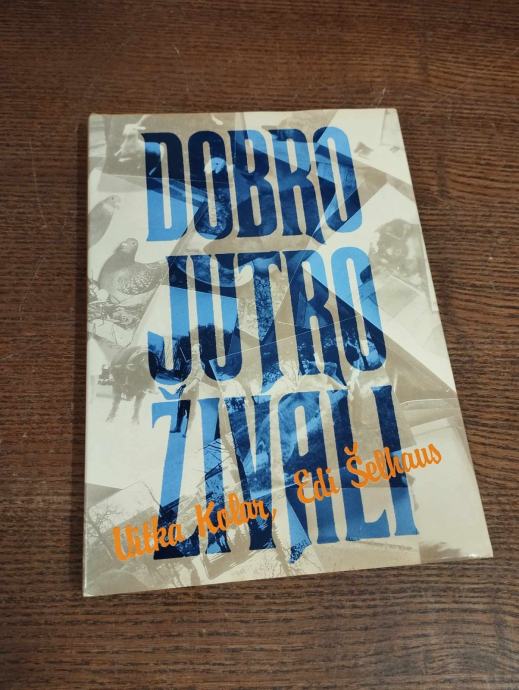 DOBRO
JUTRO
ŽIVALI
Vitka Kolar, Edi Šelhaus